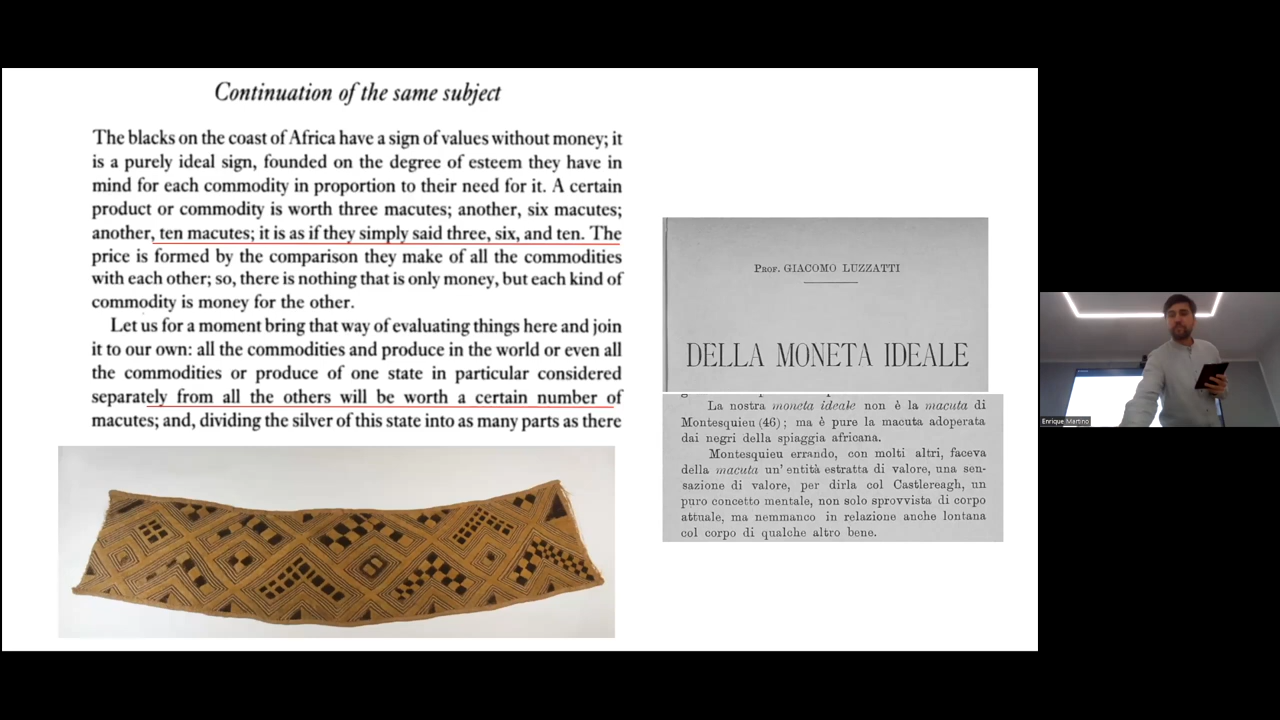 Continuation of the same subject
The blacks on the coast of Africa have a sign of values without money; it
is a purely ideal sign, founded on the degree of esteem they have in
mind for each commodity in proportion to their need for it. A certain
product or commodity is worth three macutes; another, six macutes;
another, ten macutes; it is as if they simply said three, six, and ten. The
price is formed by the comparison they make of all the commodities
with each other; so, there is nothing that is only money, but each kind of
commodity is money for the other.
Let us for a moment bring that way of evaluating things here and join
it to our own: all the commodities and produce in the world or even all
the commodities or produce of one state in particular considered
separately from all the others will be worth a certain number of
macutes; and, dividing the silver of this state into as many parts as there
PROF. GIACOMO LUZZATTI
DELLA MONETA IDEALE
La nostra moneta ideale non è la macuta di
Montesquieu (46); ma è pure la macuta adoperata
dai negri della spiaggia africana.
Montesquieu errando, con molti altri, faceva
della macuta un' entità estratta di valore, una sen-
sazione di valore, per dirla col Castlereagh, un
puro concetto mentale, non solo sprovvista di corpo
attuale, ma nemmanco in relazione anche lontana
col corpo di qualche altro bene.
Enrique Martino